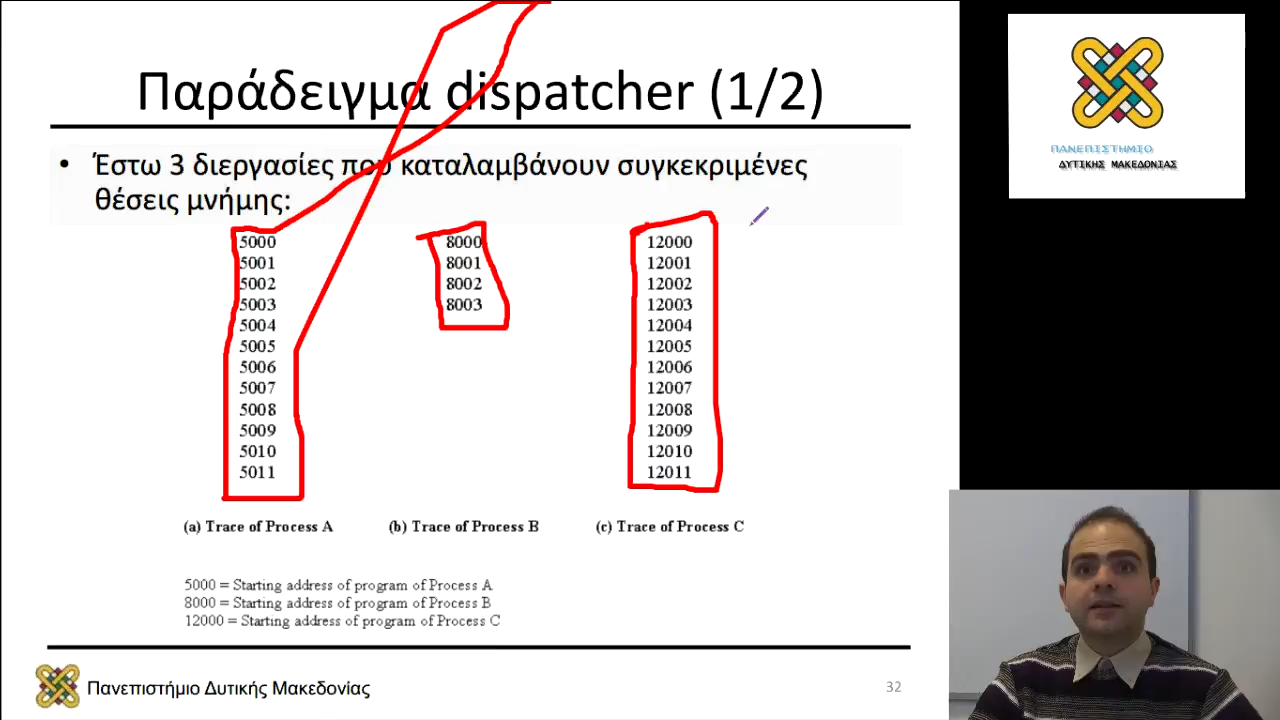 Παράδειγμα dispatcher (1/2)
• Έστω 3 διεργασίες που καταλαμβάνουν συγκεκριμένες
θέσεις μνήμης:
5000
5001
5002
5003
5004
5005
5006
5007
5008
5009
5010
5011
(a) Trace of Process A
8000
8001
8002
8003
(b) Trace of Process B
12000
12001
12002
12003
12004
12005
12006
12007
12008
12009
12010
12011
(c) Trace of Process C
5000 = Starting address of program of Process A
8000 = Starting address of program of Process B
12000 = Starting address of program of Process C
Πανεπιστήμιο Δυτικής Μακεδονίας
32
ΠΑΝΕΠΙΣΤΗΜΙΟ
ΔΥΤΙΚΗΣ ΜΑΚΕΔΟΝΙΑΣ